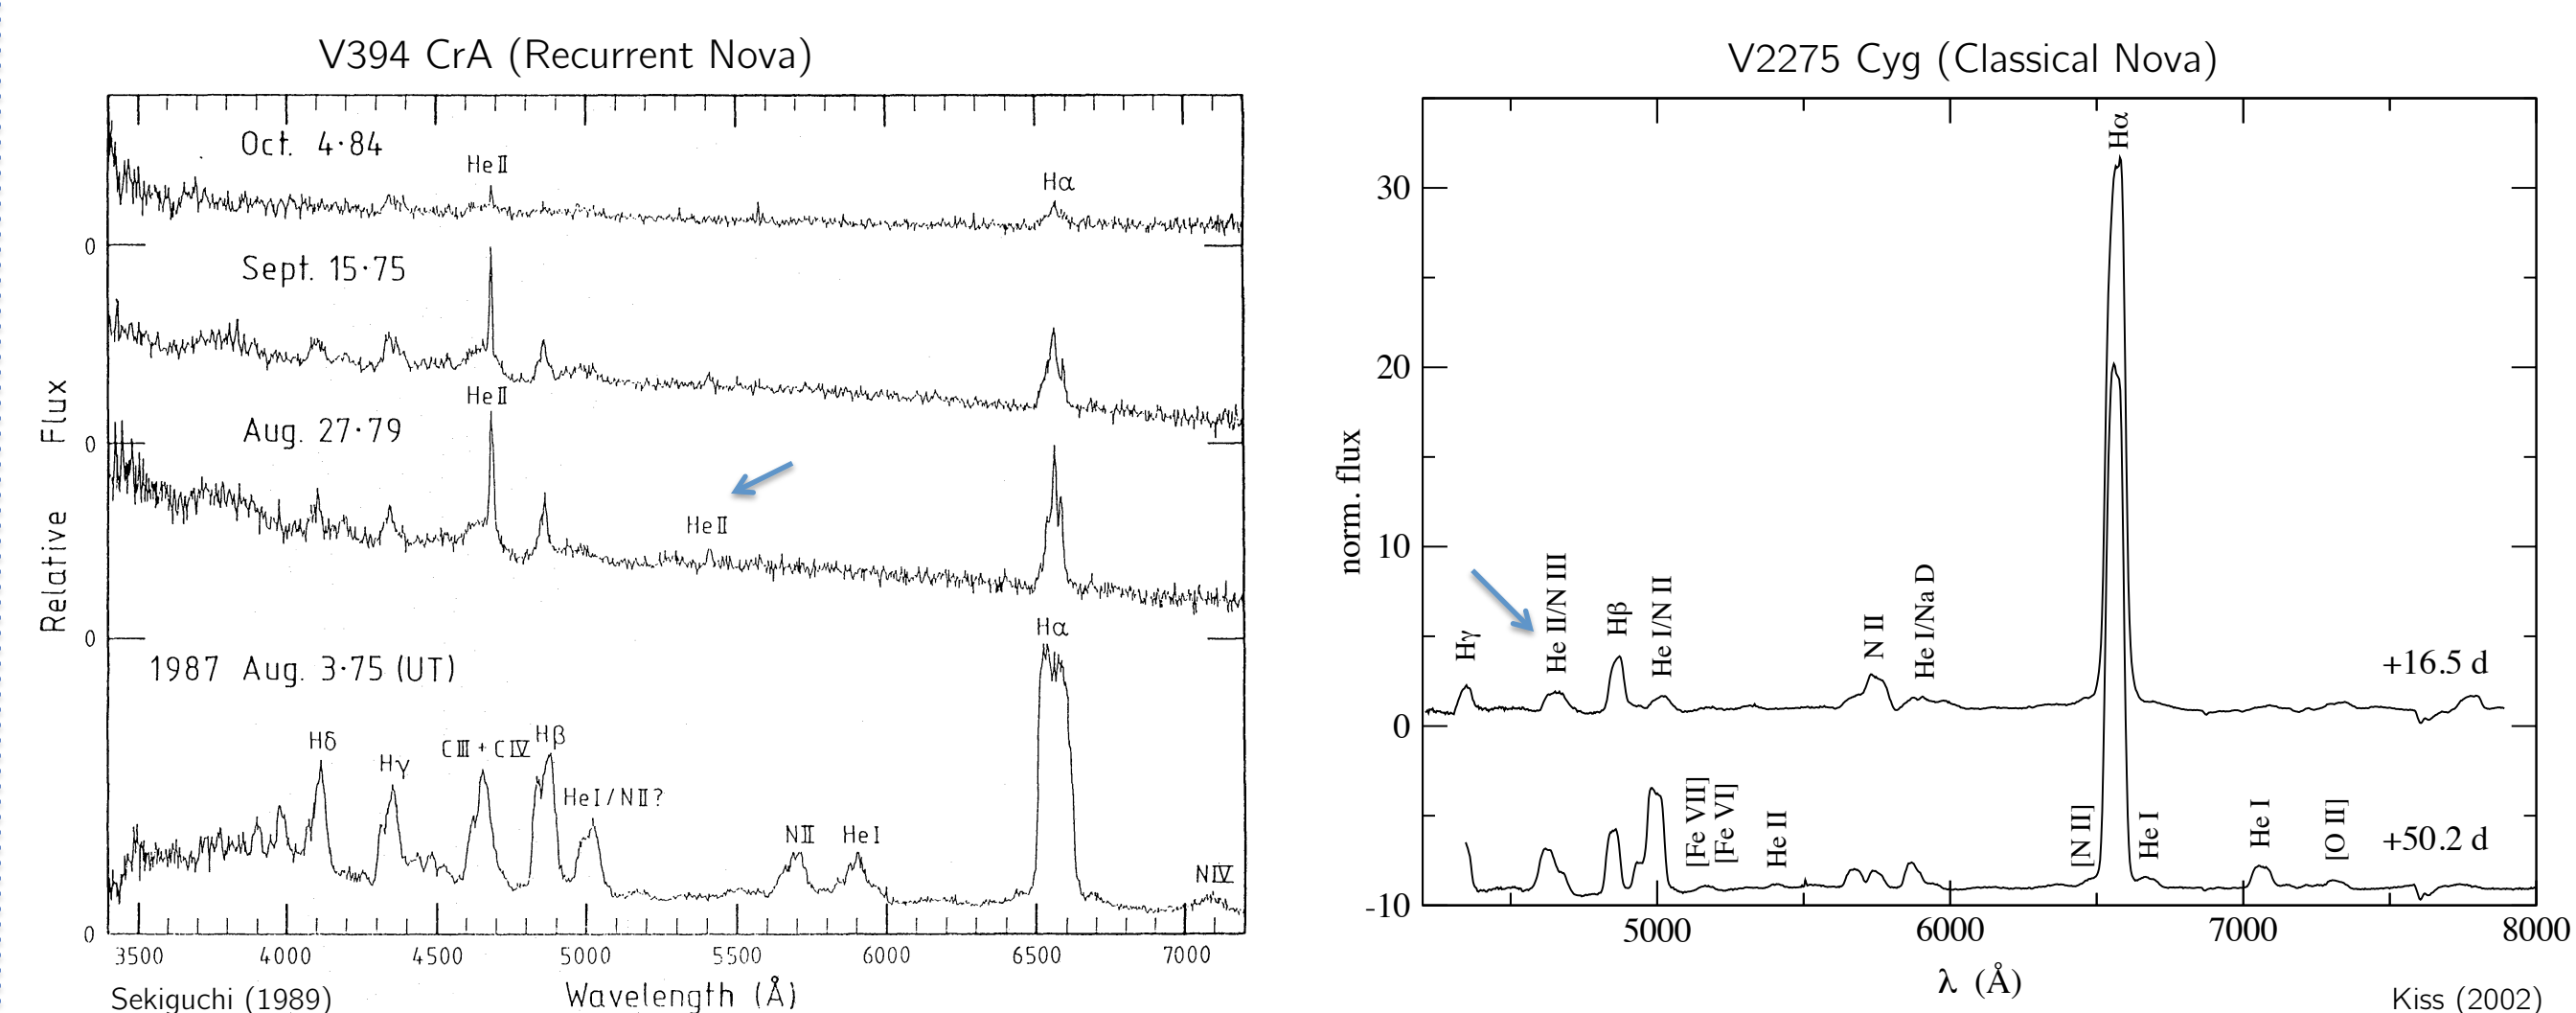 V394 CrA (Recurrent Nova)
Oct. 4·84
He II
Hα
0
Sept. 15·75
He II
0
Aug. 27·79
He II
0
1987 Aug. 3·75 (UT)
Hα
Hδ
Hγ
C III + C IV
Hβ
He I / N II ?
N II
He I
N IV
0
3500 4000 4500 5000 5500 6000 6500 7000
Wavelength (Å)
Relative Flux
Sekiguchi (1989)
V2275 Cyg (Classical Nova)
30
20
10
0
-10
norm. flux
Hα
Hγ
He II/N III
Hβ
He I/N II
N II
He I/Na D
+16.5 d
[Fe VII]
[Fe VI]
He II
[N II]
He I
He I
[O II]
+50.2 d
5000 6000 7000 8000
λ (Å)
Kiss (2002)